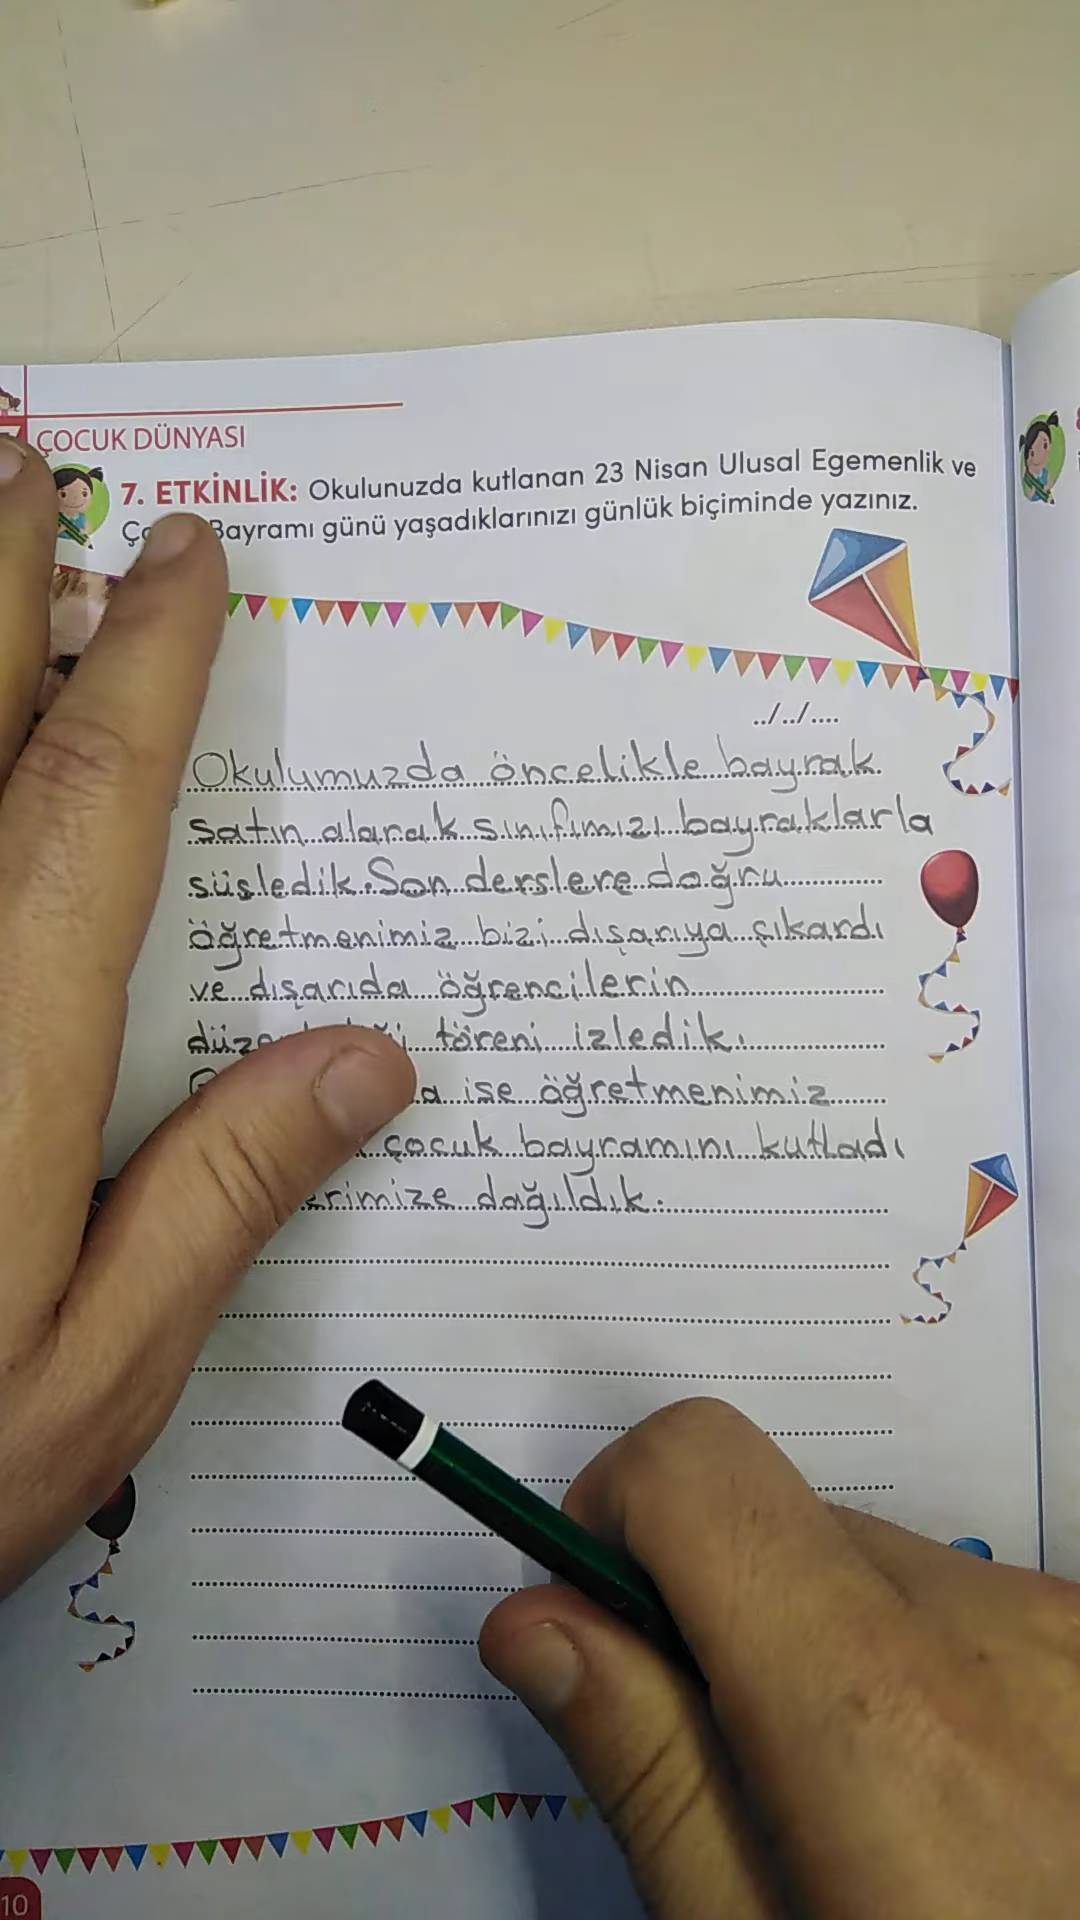 ÇOCUK DÜNYASI
7. ETKİNLİK: Okulunuzda kutlanan 23 Nisan Ulusal Egemenlik ve
Bayramı günü yaşadıklarınızı günlük biçiminde yazınız.
../../....
Okulumuzda öncelikle bayrak
satın alarak sınıfımızı bayraklarla
süsledik. Son derslere doğru
öğretmenimiz bizi dışarıya çıkardı
ve dışarıda öğrencilerin
töreni izledik.
ise öğretmenimiz
çocuk bayramını kutladı
dağıldık.
10